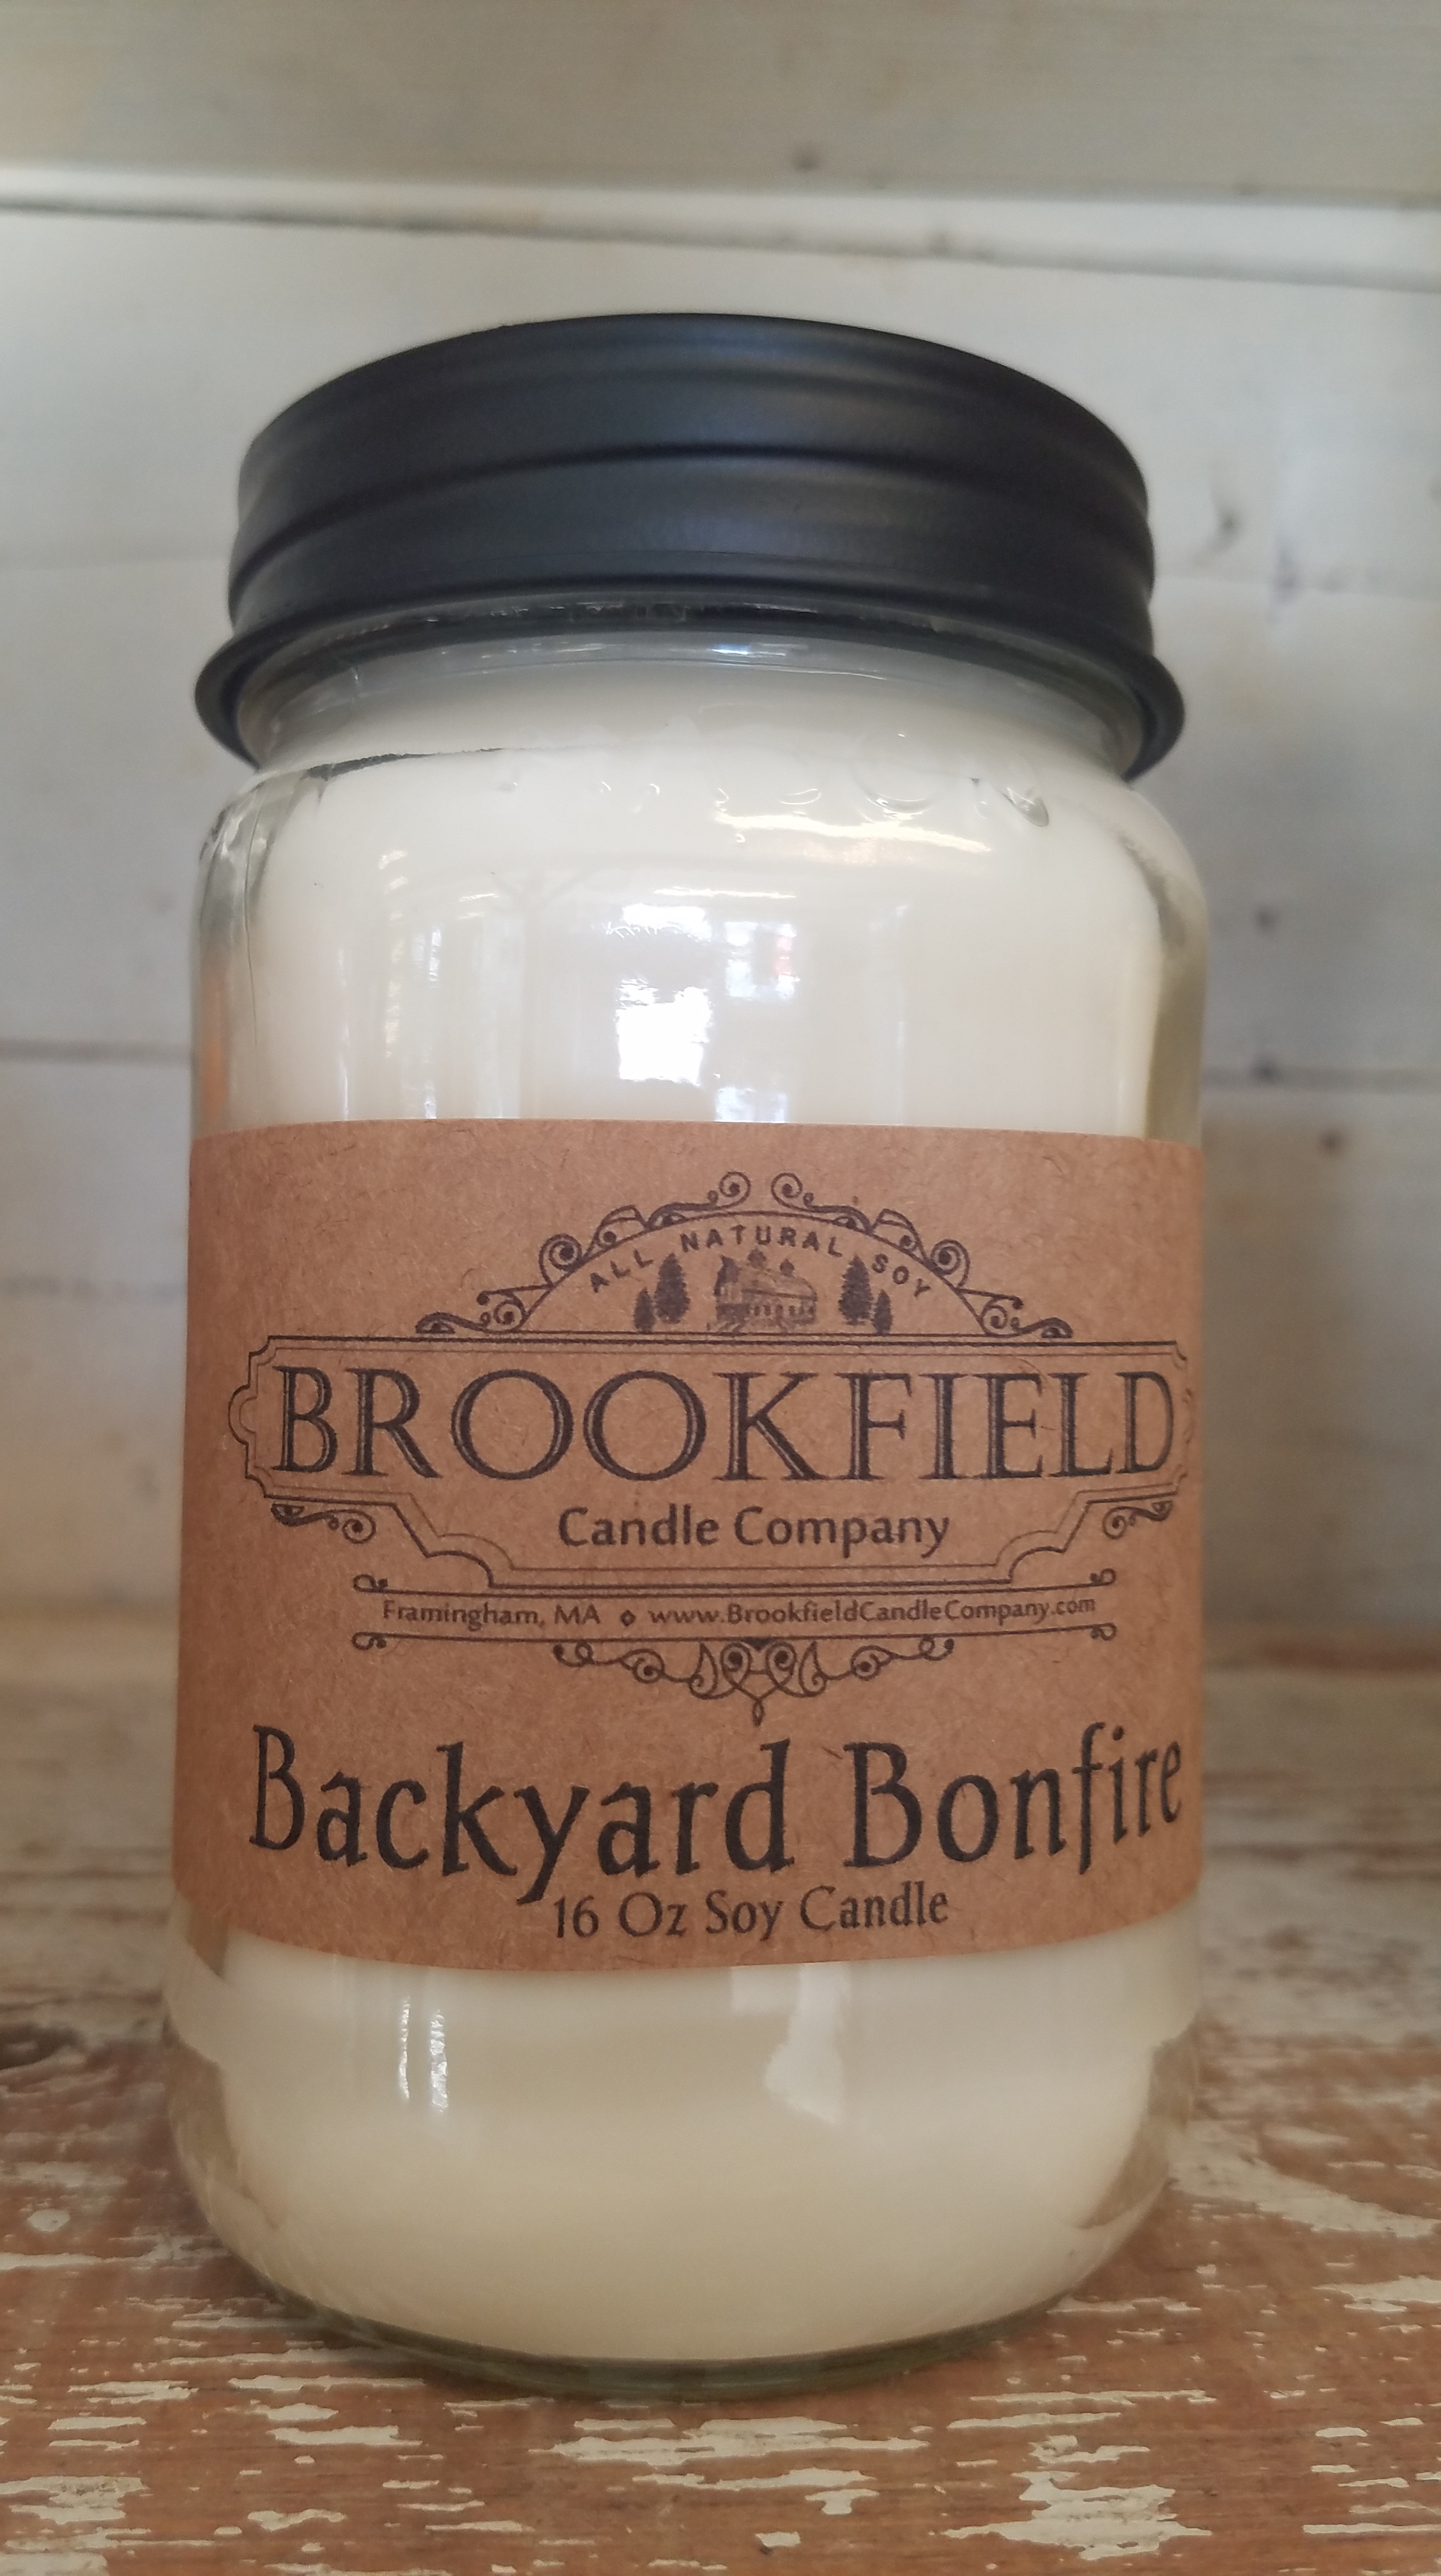 ALL NATURAL SOY
BROOKFIELD
Candle Company
Framingham, MA ⋄ www.BrookfieldCandleCompany.com
Backyard Bonfire
16 Oz Soy Candle